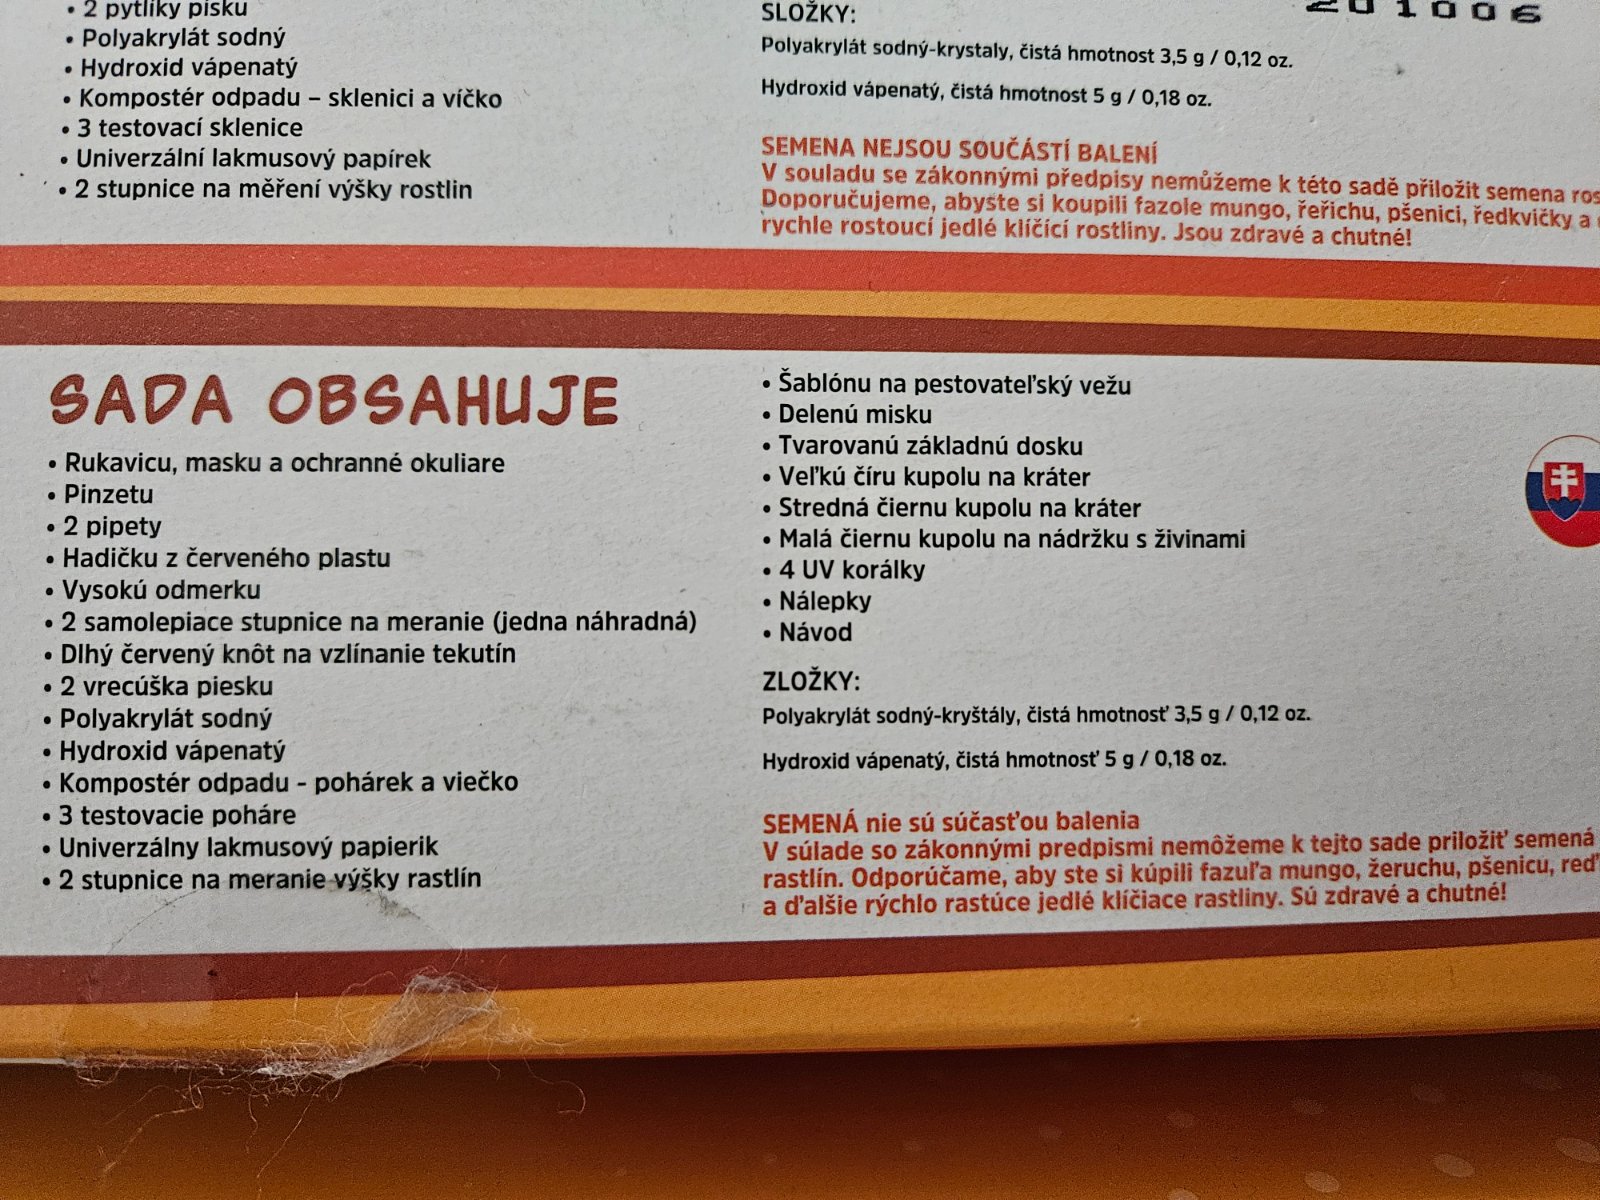 • 2 pytlíky písku
• Polyakrylát sodný
• Hydroxid vápenatý
• Kompostér odpadu – sklenici a víčko
• 3 testovací sklenice
• Univerzální lakmusový papírek
• 2 stupnice na měření výšky rostlin
SLOŽKY:
Polyakrylát sodný-krystaly, čistá hmotnost 3,5 g / 0,12 oz.
Hydroxid vápenatý, čistá hmotnost 5 g / 0,18 oz.
SEMENA NEJSOU SOUČÁSTÍ BALENÍ
V souladu se zákonnými předpisy nemůžeme k této sadě přiložit semena
Doporučujeme, abyste si koupili fazole mungo, řeřichu, pšenici, ředkvičky a
rychle rostoucí jedlé klíčící rostliny. Jsou zdravé a chutné!
201006
SADA OBSAHUJE
• Rukavicu, masku a ochranné okuliare
• Pinzetu
• 2 pipety
• Hadičku z červeného plastu
• Vysokú odmerku
• 2 samolepiace stupnice na meranie (jedna náhradná)
• Dlhý červený knôt na vzlínanie tekutín
• 2 vrecúška piesku
• Polyakrylát sodný
• Hydroxid vápenatý
• Kompostér odpadu - pohárek a viečko
• 3 testovacie poháre
• Univerzálny lakmusový papierik
• 2 stupnice na meranie výšky rastlín
• Šablónu na pestovateľský vežu
• Delenú misku
• Tvarovanú základnú dosku
• Veľkú číru kupolu na kráter
• Stredná čiernu kupolu na kráter
• Malá čiernu kupolu na nádržku s živinami
• 4 UV korálky
• Nálepky
• Návod
ZLOŽKY:
Polyakrylát sodný-kryštály, čistá hmotnosť 3,5 g / 0,12 oz.
Hydroxid vápenatý, čistá hmotnosť 5 g / 0,18 oz.
SEMENÁ nie sú súčasťou balenia
V súlade so zákonnými predpismi nemôžeme k tejto sade priložiť semená
rastlín. Odporúčame, aby ste si kúpili fazuľa mungo, žeruchu, pšenicu,
a ďalšie rýchlo rastúce jedlé klíčiace rastliny. Sú zdravé a chutné!